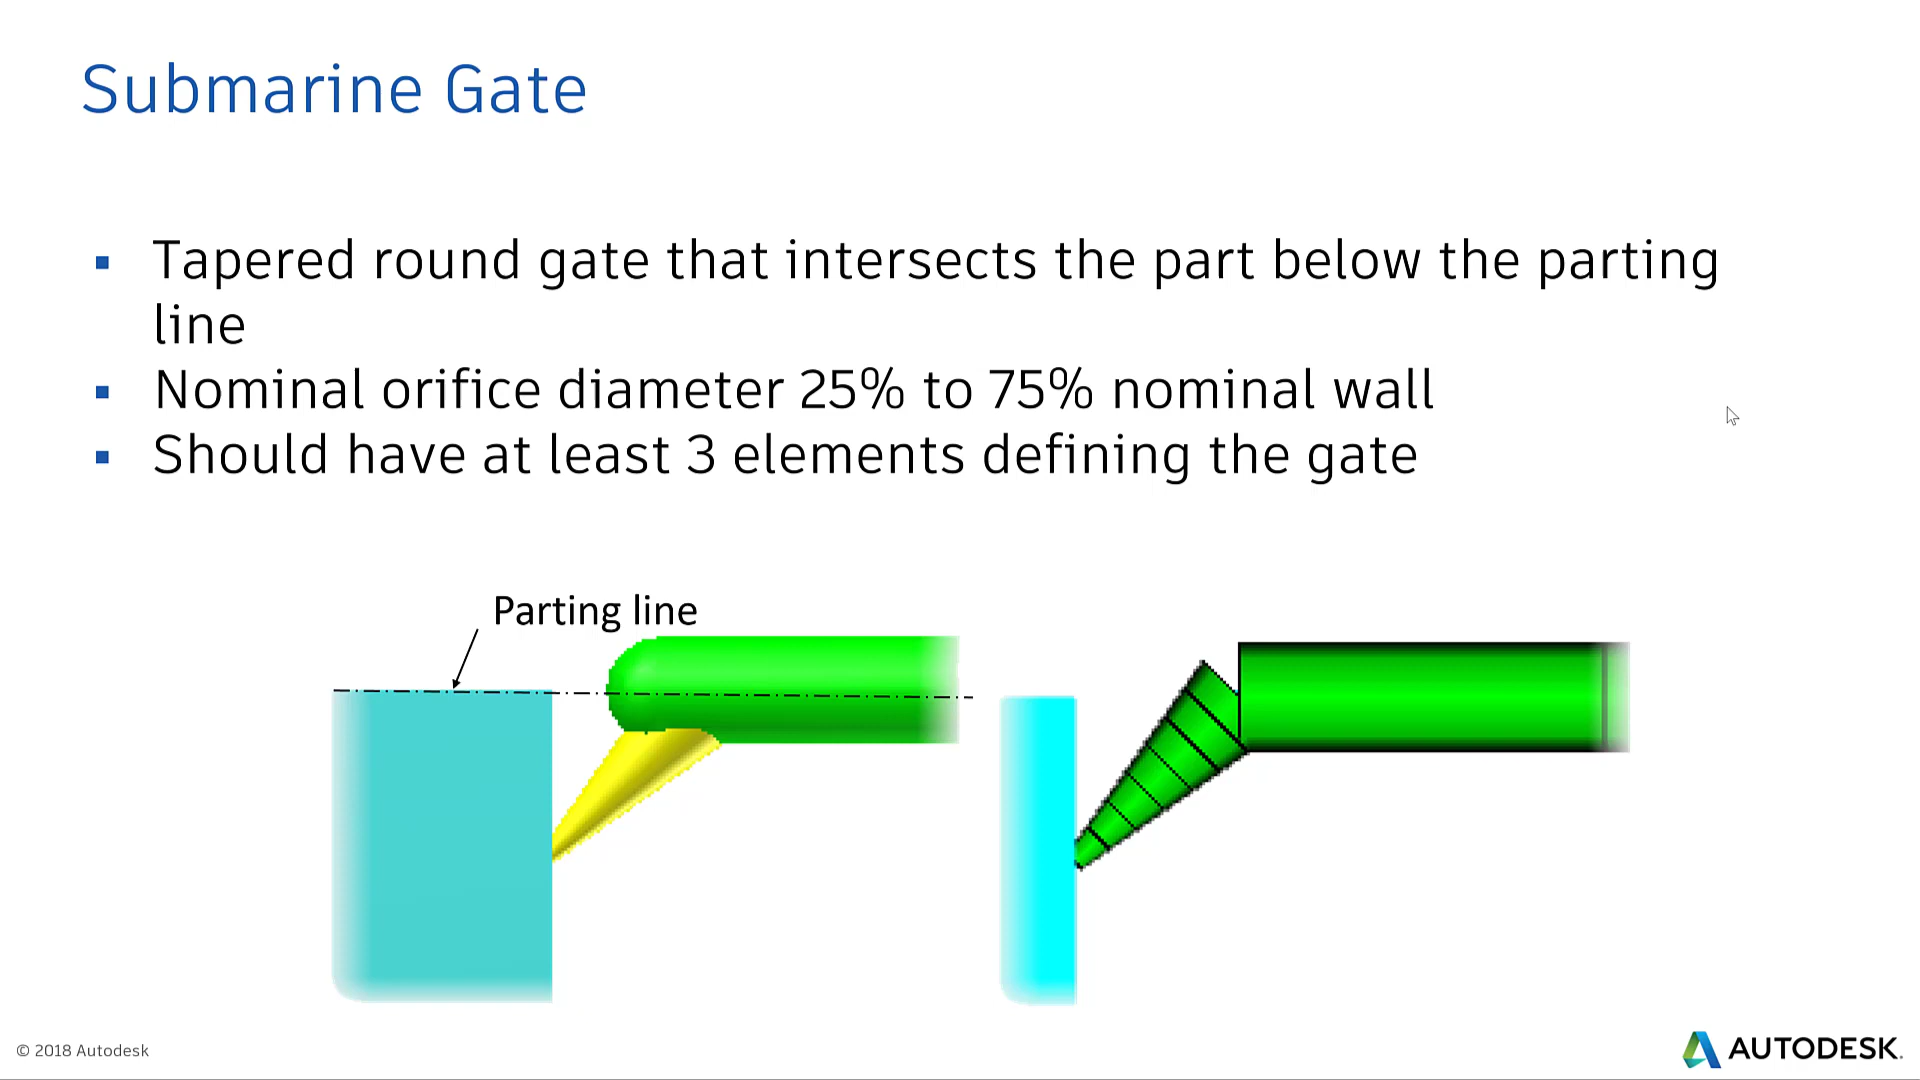 Submarine Gate
Tapered round gate that intersects the part below the parting
line
Nominal orifice diameter 25% to 75% nominal wall
Should have at least 3 elements defining the gate
Parting line
© 2018 Autodesk
AUTODESK.